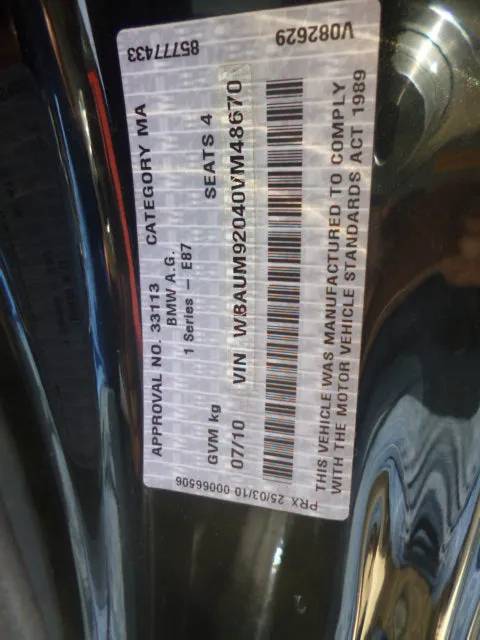 85777433
V082629
APPROVAL NO. 33113 CATEGORY MA
BMW A.G.
1 Series – E87
GVM kg SEATS 4
07/10 VIN WBAUM92040VM48670
THIS VEHICLE WAS MANUFACTURED TO COMPLY
WITH THE MOTOR VEHICLE STANDARDS ACT 1989
PRX 25/03/10 00066506